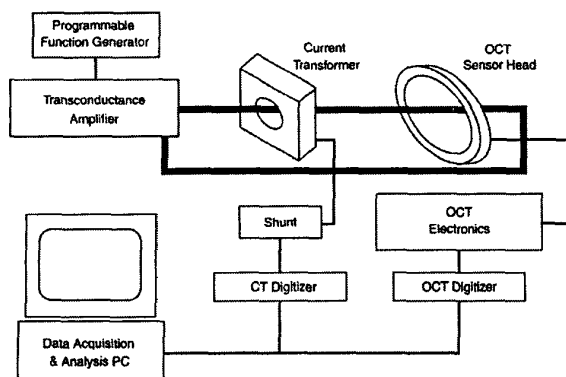 Programmable
Function Generator
Transconductance
Amplifier
Current
Transformer
OCT
Sensor Head
Shunt
OCT
Electronics
CT Digitizer
OCT Digitizer
Data Acquisition
& Analysis PC